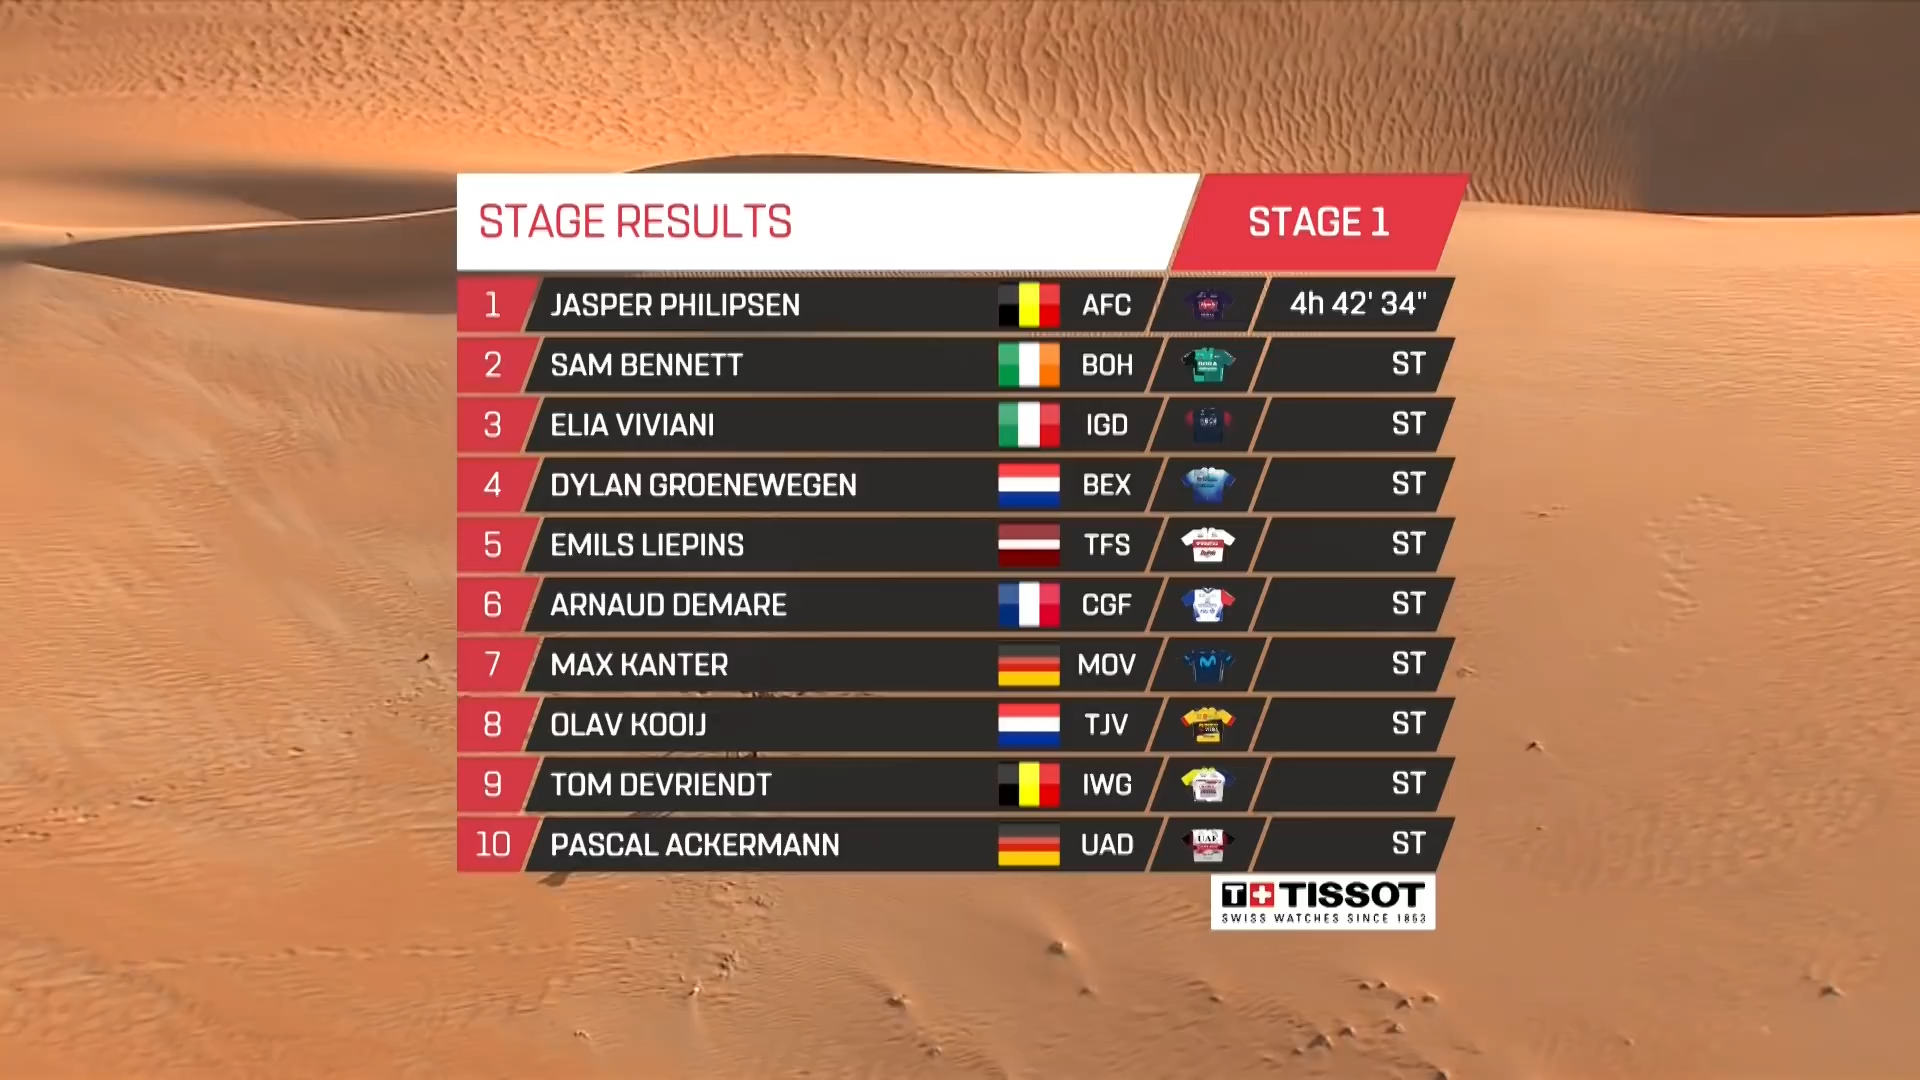 STAGE RESULTS STAGE 1
1 JASPER PHILIPSEN AFC 4h 42' 34"
2 SAM BENNETT BOH ST
3 ELIA VIVIANI IGD ST
4 DYLAN GROENEWEGEN BEX ST
5 EMILS LIEPINS TFS ST
6 ARNAUD DEMARE CGF ST
7 MAX KANTER MOV ST
8 OLAV KOOIJ TJV ST
9 TOM DEVRIENDT IWG ST
10 PASCAL ACKERMANN UAD ST
T+ TISSOT
SWISS WATCHES SINCE 1853